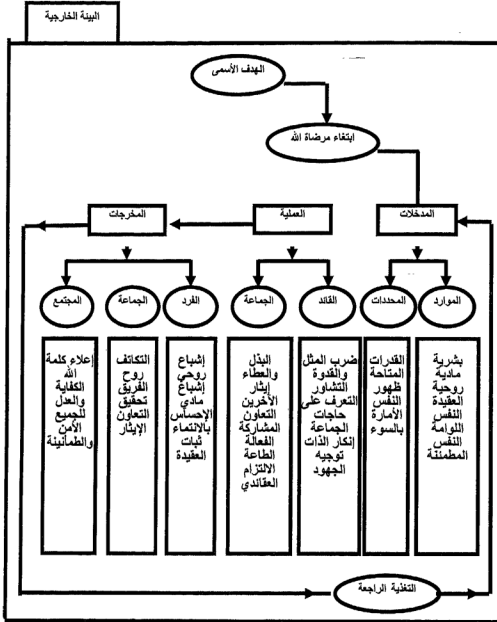 البيئة الخارجية
الهدف الأسمى
ابتغاء مرضاة الله
المدخلات
العملية
المخرجات
الموارد
المحددات
القائد
الجماعة
الفرد
الجماعة
المجتمع
بشرية
مادية
روحية
العقيدة
النفس
اللوامة
النفس
المطمئنة
القدرات
المتاحة
ظهور
النفس
الأمارة
بالسوء
ضرب المثل
والقدوة
التشاور
التعرف على
حاجات
الجماعة
إنكار الذات
توجيه
الجهود
البذل
والعطاء
إيثار
الأخرين
التعاون
المشاركة
الفعالة
الطاعة
الالتزام
العقائدي
إشباع
روحي
إشباع
مادي
الإحساس
بالانتماء
ثبات
العقيدة
التكاتف
روح
الفريق
تحقيق
التعاون
الإيثار
إعلاء كلمة
الله
الكفاية
والعدل
للجميع
الأمن
والطمأنينة
التغذية الراجعة